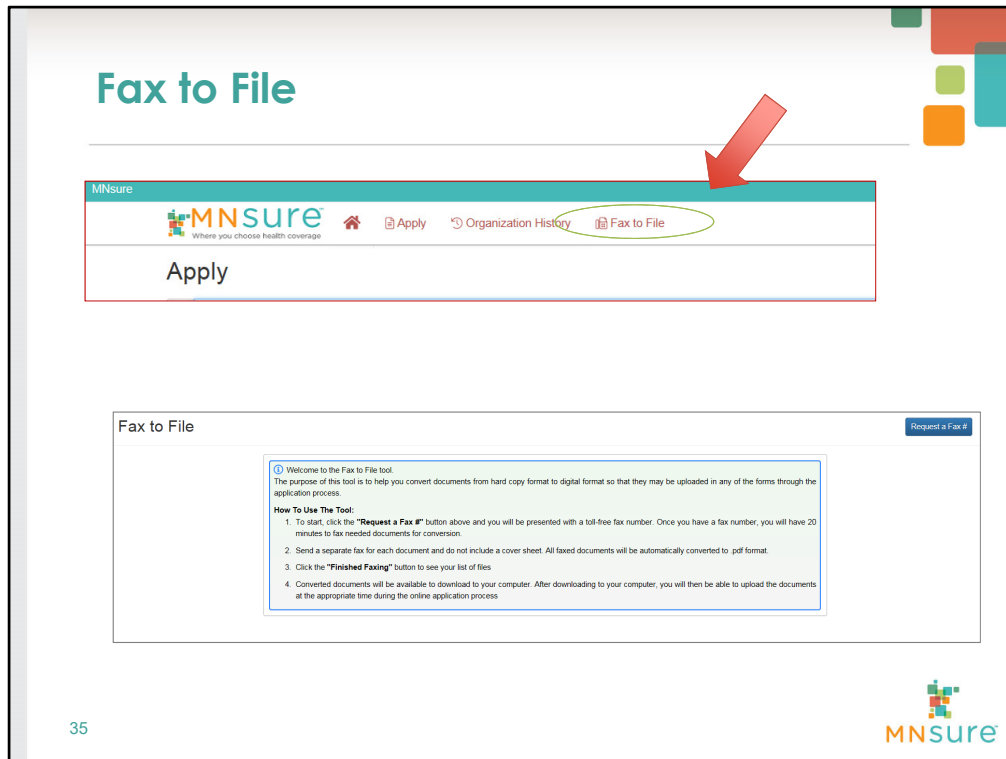 Fax to File
MNsure
MNsure™
Where you choose health coverage
Apply
Organization History
Fax to File
Apply
Fax to File
Request a Fax #
Welcome to the Fax to File tool.
The purpose of this tool is to help you convert documents from hard copy format to digital format so that they may be uploaded in any of the forms through the
application process.
How To Use The Tool:
1. To start, click the "Request a Fax #" button above and you will be presented with a toll-free fax number. Once you have a fax number, you will have 20
minutes to fax needed documents for conversion.
2. Send a separate fax for each document and do not include a cover sheet. All faxed documents will be automatically converted to .pdf format.
3. Click the "Finished Faxing" button to see your list of files
4. Converted documents will be available to download to your computer. After downloading to your computer, you will then be able to upload the documents
at the appropriate time during the online application process
35
MNsure™